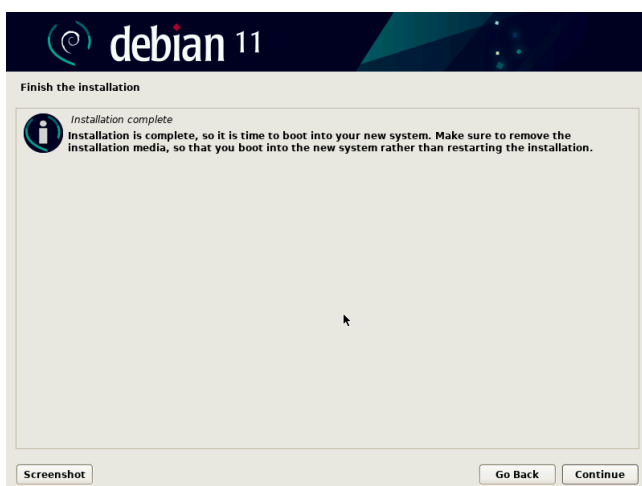 debian 11
Finish the installation
Installation complete
Installation is complete, so it is time to boot into your new system. Make sure to remove the
installation media, so that you boot into the new system rather than restarting the installation.
Screenshot
Go Back
Continue